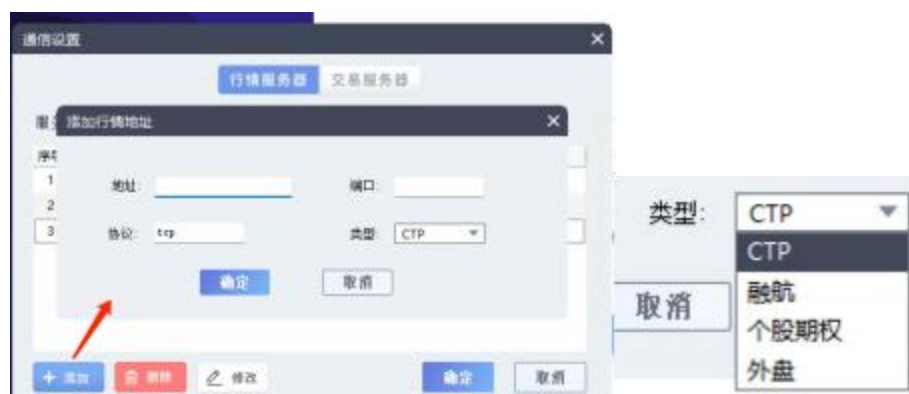 通信设置
行情服务器 交易服务器
添加行情地址
地址:
端口:
协议: tcp
类型: CTP
确定 取消
+ 添加 删除 修改 确定 取消
类型: CTP
CTP
融航
个股期权
外盘
取消
1
2
3